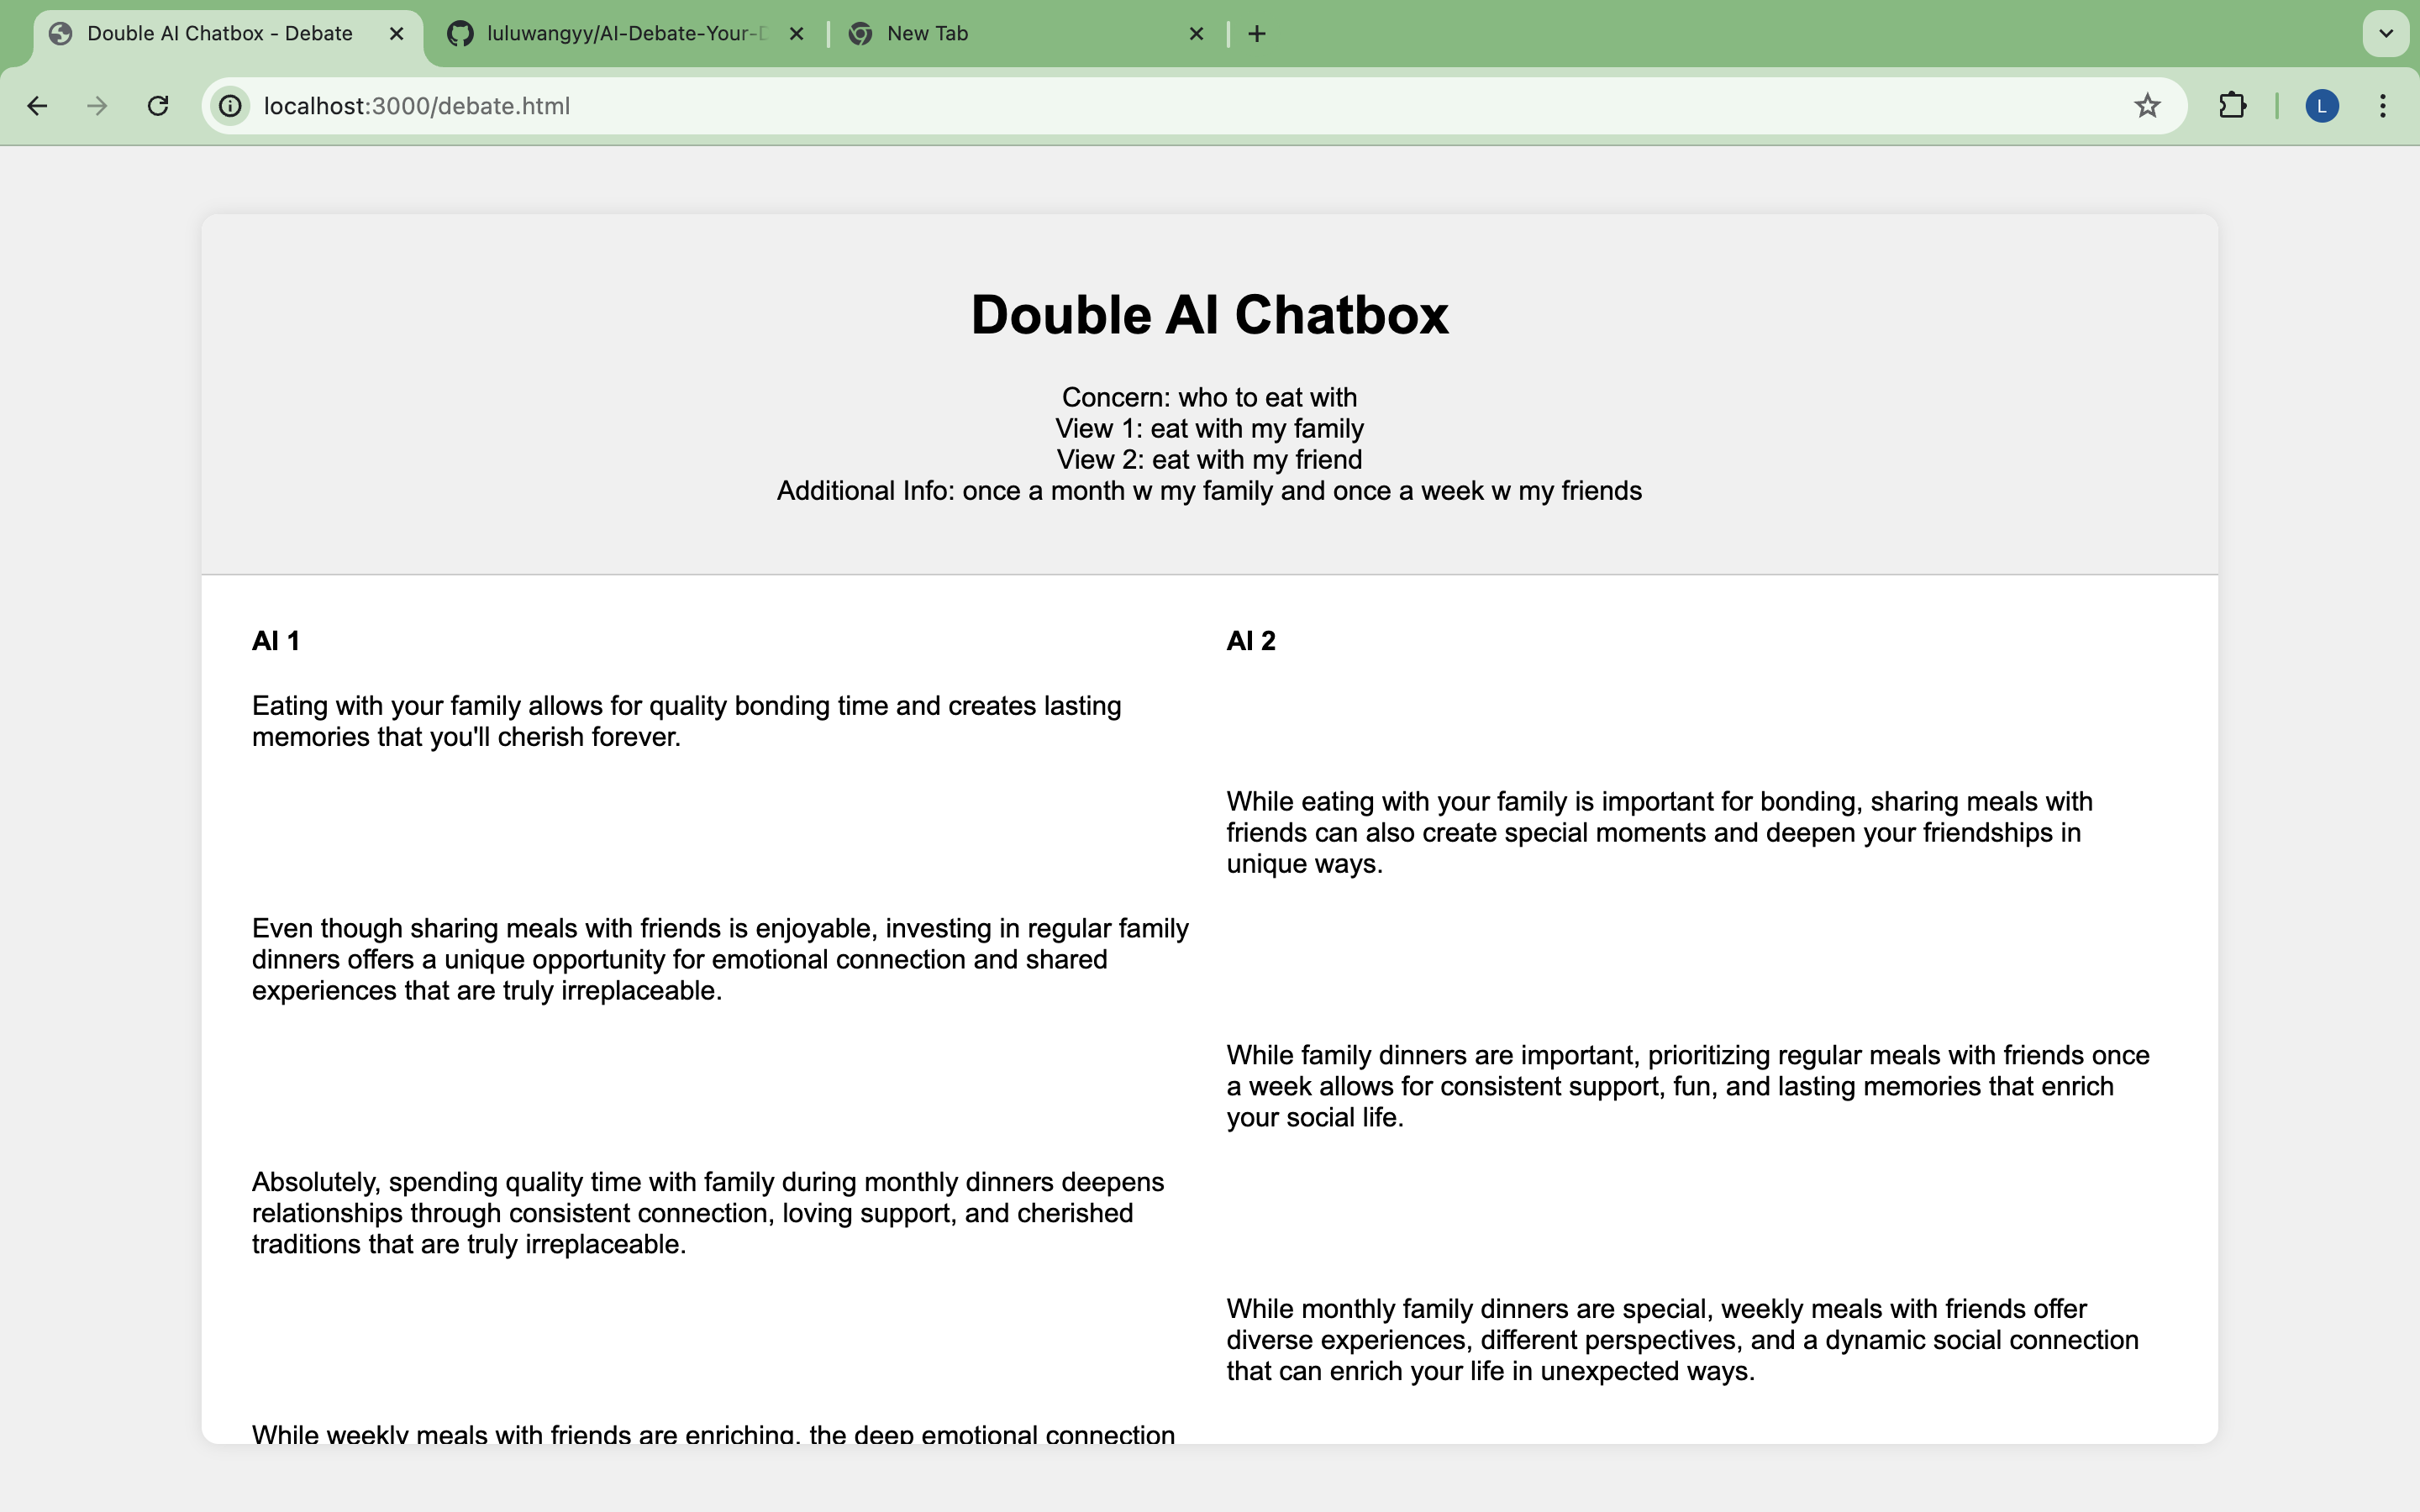 Double AI Chatbox - Debate
luluwangyy/AI-Debate-Your-
New Tab
localhost:3000/debate.html
L
Double AI Chatbox
Concern: who to eat with
View 1: eat with my family
View 2: eat with my friend
Additional Info: once a month w my family and once a week w my friends
AI 1
AI 2
Eating with your family allows for quality bonding time and creates lasting
memories that you'll cherish forever.
While eating with your family is important for bonding, sharing meals with
friends can also create special moments and deepen your friendships in
unique ways.
Even though sharing meals with friends is enjoyable, investing in regular family
dinners offers a unique opportunity for emotional connection and shared
experiences that are truly irreplaceable.
While family dinners are important, prioritizing regular meals with friends once
a week allows for consistent support, fun, and lasting memories that enrich
your social life.
Absolutely, spending quality time with family during monthly dinners deepens
relationships through consistent connection, loving support, and cherished
traditions that are truly irreplaceable.
While monthly family dinners are special, weekly meals with friends offer
diverse experiences, different perspectives, and a dynamic social connection
that can enrich your life in unexpected ways.
While weekly meals with friends are enriching, the deep emotional connection